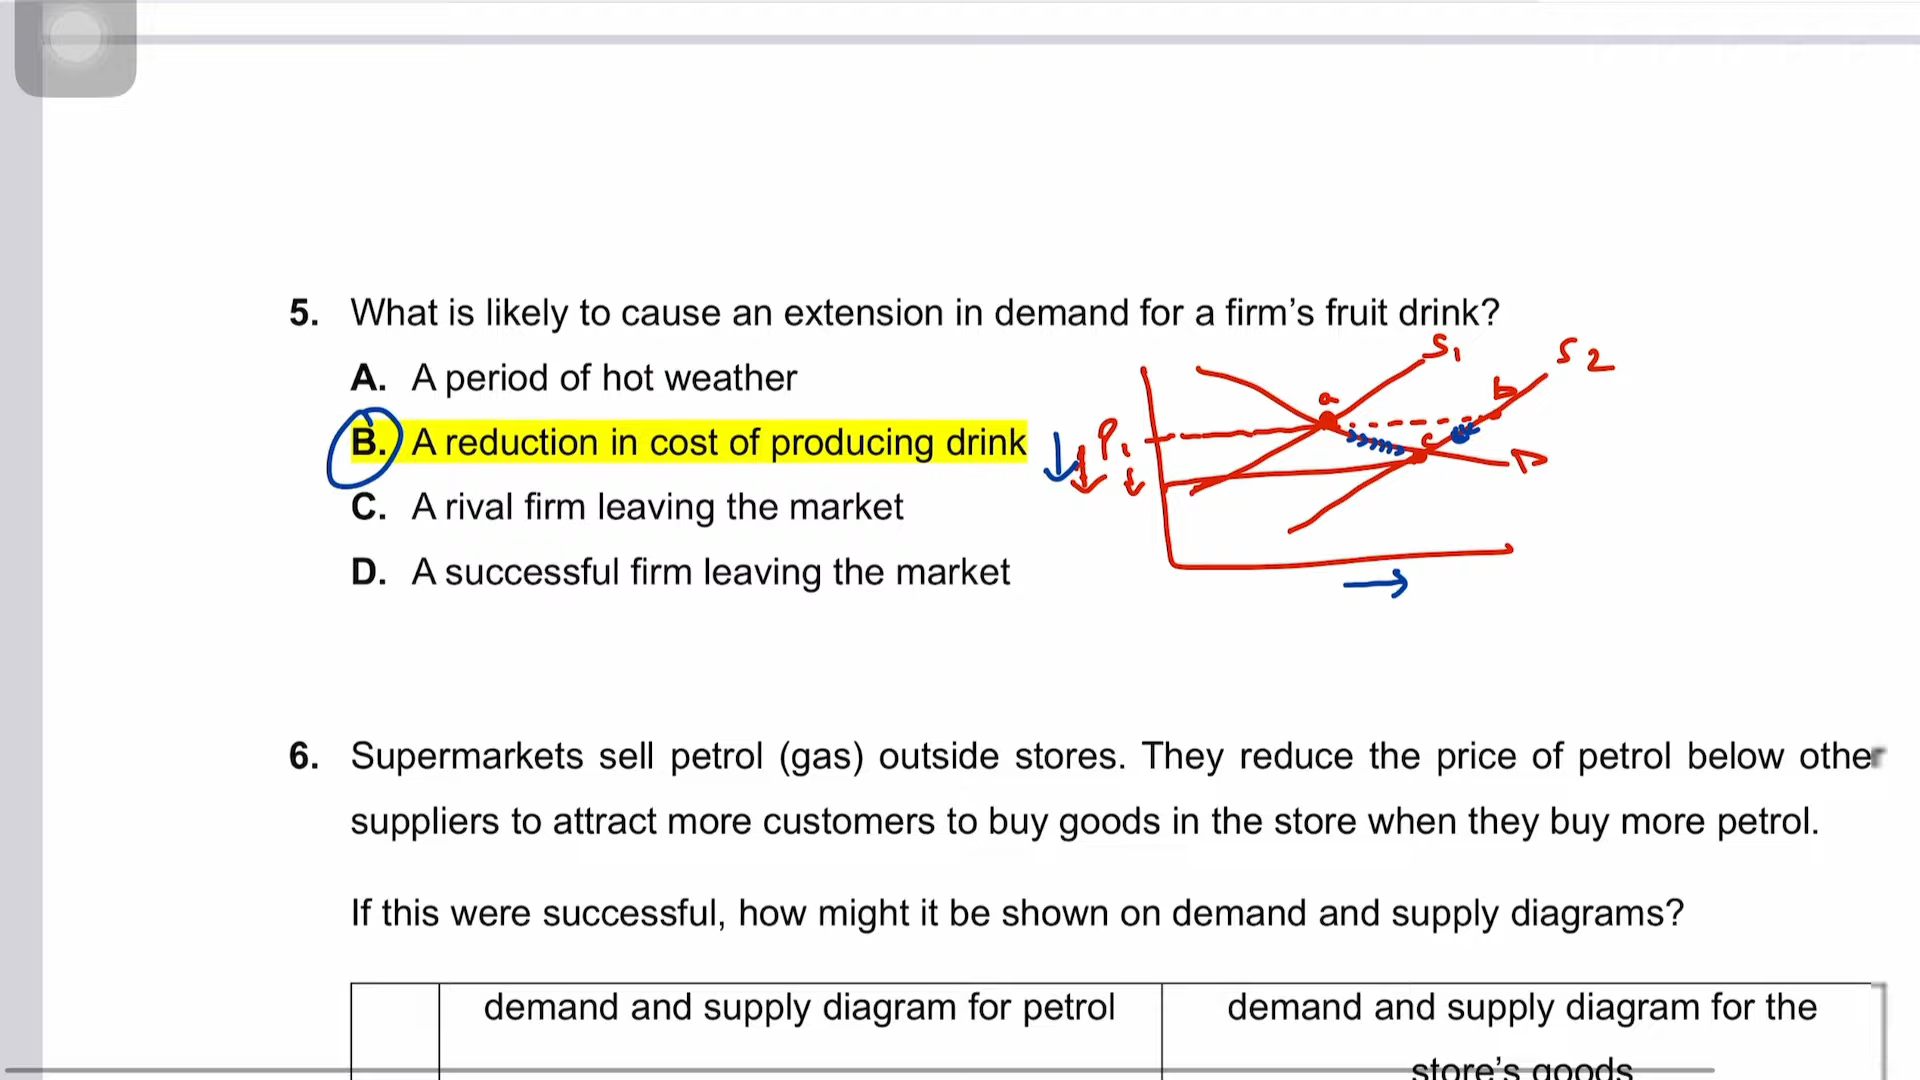 5. What is likely to cause an extension in demand for a firm's fruit drink?
A. A period of hot weather
B. A reduction in cost of producing drink
C. A rival firm leaving the market
D. A successful firm leaving the market
S1
S2
a
b
P1
c
D
6. Supermarkets sell petrol (gas) outside stores. They reduce the price of petrol below other
suppliers to attract more customers to buy goods in the store when they buy more petrol.
If this were successful, how might it be shown on demand and supply diagrams?
demand and supply diagram for petrol
demand and supply diagram for the
store's goods